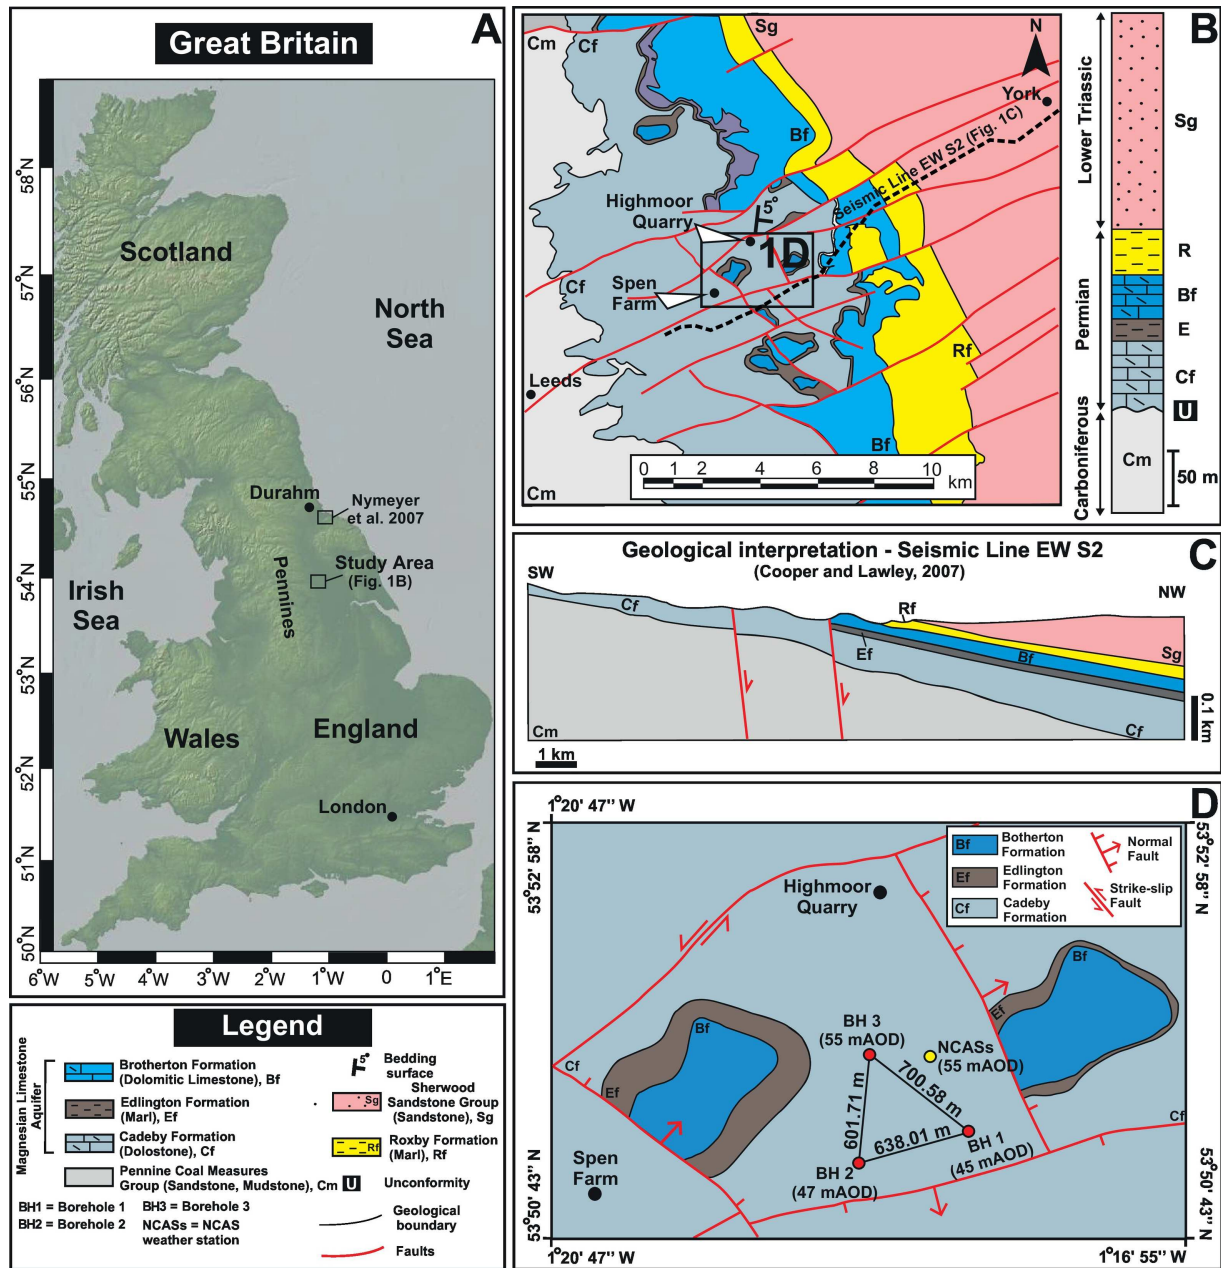 A
Great Britain
58°N
57°N
56°N
55°N
54°N
53°N
52°N
51°N
50°N
6°W
5°W
4°W
3°W
2°W
1°W
0
1°E
Scotland
North
Sea
Durahm
Nymeyer
et al. 2007
Study Area
(Fig. 1B)
Pennines
Irish
Sea
Wales
England
London
Legend
Magnesian Limestone
Aquifer
Brotherton Formation
(Dolomitic Limestone), Bf
Edlington Formation
(Marl), Ef
Cadeby Formation
(Dolostone), Cf
Pennine Coal Measures
Group (Sandstone, Mudstone), Cm
BH1 = Borehole 1
BH3 = Borehole 3
BH2 = Borehole 2
NCASs = NCAS
weather station
5°
Bedding
surface
Sg
Sherwood
Sandstone Group
(Sandstone), Sg
Rf
Roxby Formation
(Marl), Rf
U
Unconformity
Geological
boundary
Faults
B
Cm
Cf
Sg
N
York
Bf
Seismic Line EW S2 (Fig. 1C)
Highmoor
Quarry
5°
1D
Spen
Farm
Cf
Leeds
Rf
Bf
Cm
0 1 2 4 6 8 10
km
Lower Triassic
Permian
Carboniferous
Sg
R
Bf
E
Cf
U
Cm
50 m
C
Geological interpretation - Seismic Line EW S2
(Cooper and Lawley, 2007)
SW
NW
Cf
Rf
Ef
Bf
Sg
Cm
Cf
0.1 km
1 km
D
1°20' 47'' W
53°52' 58'' N
53°52' 58'' N
Bf
Botherton
Formation
Ef
Edlington
Formation
Cf
Cadeby
Formation
Normal
Fault
Strike-slip
Fault
Highmoor
Quarry
Bf
Ef
Bf
Ef
Cf
Cf
BH 3
(55 mAOD)
NCASs
(55 mAOD)
601.71 m
700.58 m
638.01 m
BH 1
(45 mAOD)
BH 2
(47 mAOD)
Spen
Farm
53°50' 43'' N
53°50' 43'' N
1°20' 47'' W
1°16' 55'' W